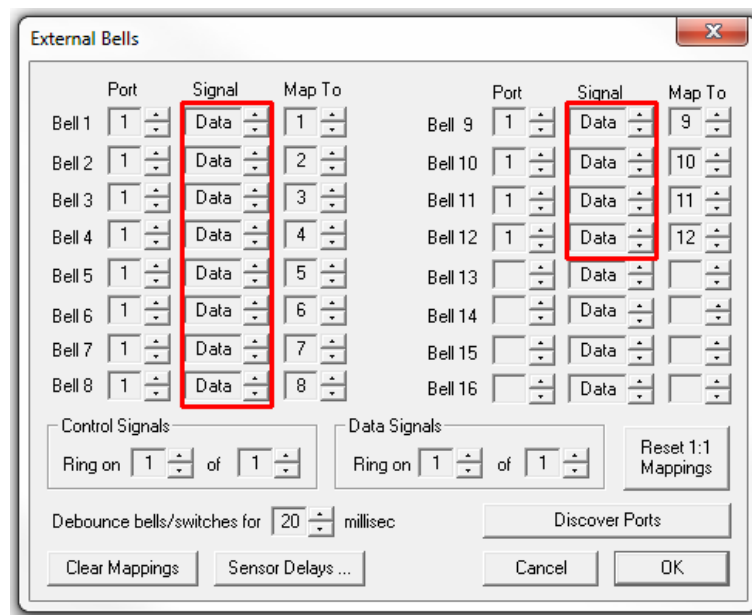 External Bells
Port Signal Map To
Bell 1 1 Data 1
Bell 2 1 Data 2
Bell 3 1 Data 3
Bell 4 1 Data 4
Bell 5 1 Data 5
Bell 6 1 Data 6
Bell 7 1 Data 7
Bell 8 1 Data 8
Port Signal Map To
Bell 9 1 Data 9
Bell 10 1 Data 10
Bell 11 1 Data 11
Bell 12 1 Data 12
Bell 13 Data
Bell 14 Data
Bell 15 Data
Bell 16 Data
Control Signals
Ring on 1 of 1
Data Signals
Ring on 1 of 1
Reset 1:1
Mappings
Debounce bells/switches for 20 millisec
Discover Ports
Clear Mappings
Sensor Delays ...
Cancel
OK